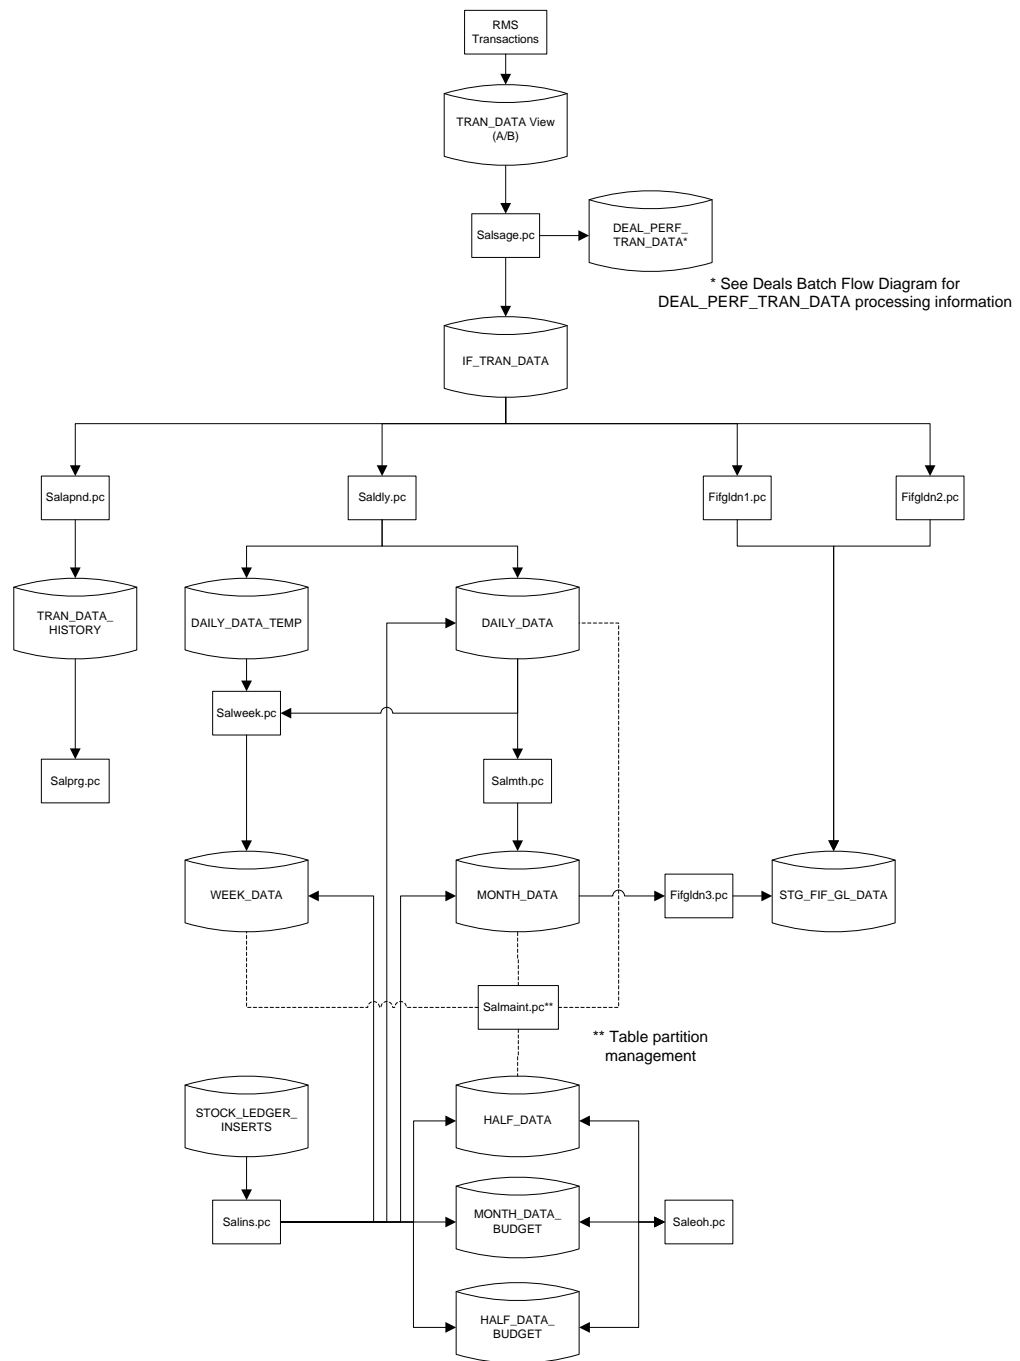 RMS
Transactions
TRAN_DATA View
(A/B)
Salsage.pc
DEAL_PERF_
TRAN_DATA*
* See Deals Batch Flow Diagram for
DEAL_PERF_TRAN_DATA processing information
IF_TRAN_DATA
Salapnd.pc
Saldly.pc
Fifgldn1.pc
Fifgldn2.pc
TRAN_DATA_
HISTORY
DAILY_DATA_TEMP
DAILY_DATA
Salweek.pc
Salprg.pc
Salmth.pc
WEEK_DATA
MONTH_DATA
Fifgldn3.pc
STG_FIF_GL_DATA
Salmaint.pc**
** Table partition
management
STOCK_LEDGER_
INSERTS
HALF_DATA
Salins.pc
MONTH_DATA_
BUDGET
Saleoh.pc
HALF_DATA_
BUDGET